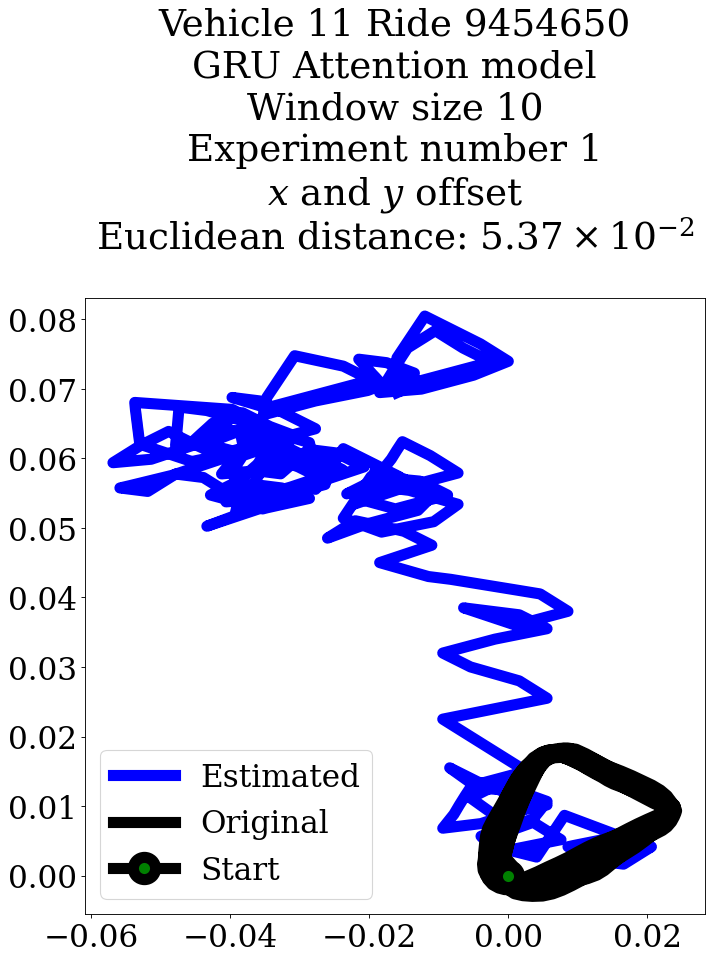 Vehicle 11 Ride 9454650
GRU Attention model
Window size 10
Experiment number 1
x and y offset
Euclidean distance: 5.37 × 10⁻²
0.08
0.07
0.06
0.05
0.04
0.03
0.02
0.01
0.00
Estimated
Original
Start
−0.06 −0.04 −0.02 0.00 0.02